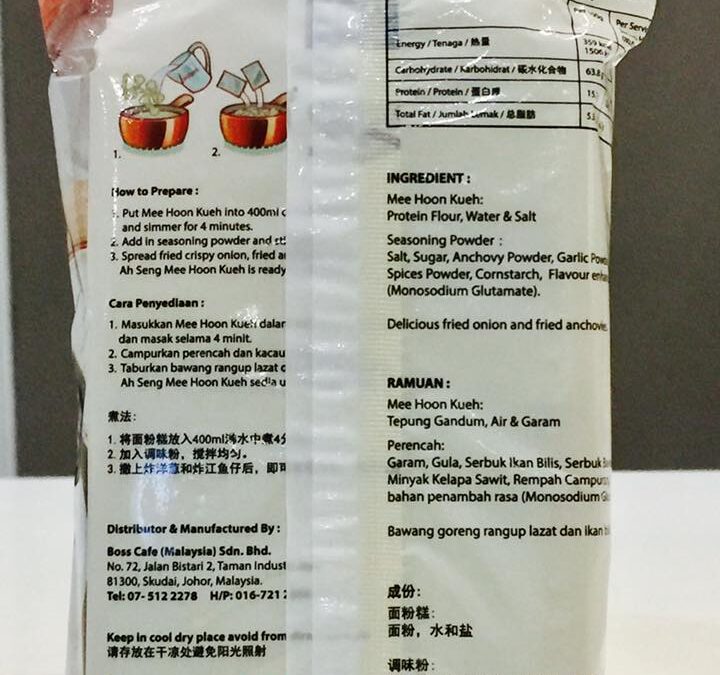 1. 2.
How to Prepare :
1. Put Mee Hoon Kueh into 400ml
and simmer for 4 minutes.
2. Add in seasoning powder and
3. Spread fried crispy onion, fried
Ah Seng Mee Hoon Kueh is ready
Cara Penyediaan :
1. Masukkan Mee Hoon Kueh
dan masak selama 4 minit.
2. Campurkan perencah dan kacau
3. Taburkan bawang rangup lazat
Ah Seng Mee Hoon Kueh sedia
煮法:
1. 将面粉糕放入400ml沸水中煮4
2. 加入调味粉，搅拌均匀。
3. 撒上炸洋葱和炸江鱼仔后，即可
Distributor & Manufactured By :
Boss Cafe (Malaysia) Sdn. Bhd.
No. 72, Jalan Bistari 2, Taman
81300, Skudai, Johor, Malaysia.
Tel: 07- 512 2278 H/P: 016-721
Keep in cool dry place avoid from
请存放在干凉处避免阳光照射
Per
Energy / Tenaga / 热量 359
1506
Carbohydrate / Karbohidrat / 碳水化合物 63.8
Protein / Protein / 蛋白质
Total Fat / Jumlah Lemak / 总脂肪
INGREDIENT :
Mee Hoon Kueh:
Protein Flour, Water & Salt
Seasoning Powder :
Salt, Sugar, Anchovy Powder, Garlic
Spices Powder, Cornstarch, Flavour
(Monosodium Glutamate).
Delicious fried onion and fried
RAMUAN :
Mee Hoon Kueh:
Tepung Gandum, Air & Garam
Perencah:
Garam, Gula, Serbuk Ikan Bilis, Serbuk
Minyak Kelapa Sawit, Rempah
bahan penambah rasa (Monosodium
Bawang goreng rangup lazat dan ikan
成份:
面粉糕:
面粉，水和盐
调味粉: